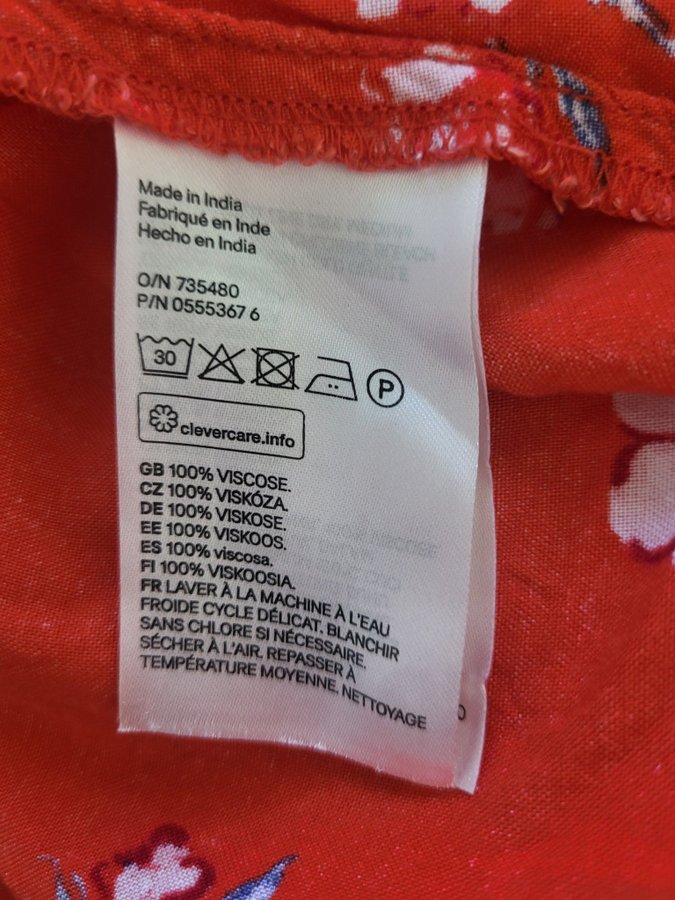 Made in India
Fabriqué en Inde
Hecho en India
O/N 735480
P/N 0555367 6
30
P
clevercare.info
GB 100% VISCOSE.
CZ 100% VISKÓZA.
DE 100% VISKOSE.
EE 100% VISKOOS.
ES 100% viscosa.
FI 100% VISKOOSIA.
FR LAVER À LA MACHINE À L'EAU
FROIDE CYCLE DÉLICAT. BLANCHIR
SANS CHLORE SI NÉCESSAIRE.
SÉCHER À L'AIR. REPASSER À
TEMPÉRATURE MOYENNE. NETTOYAGE